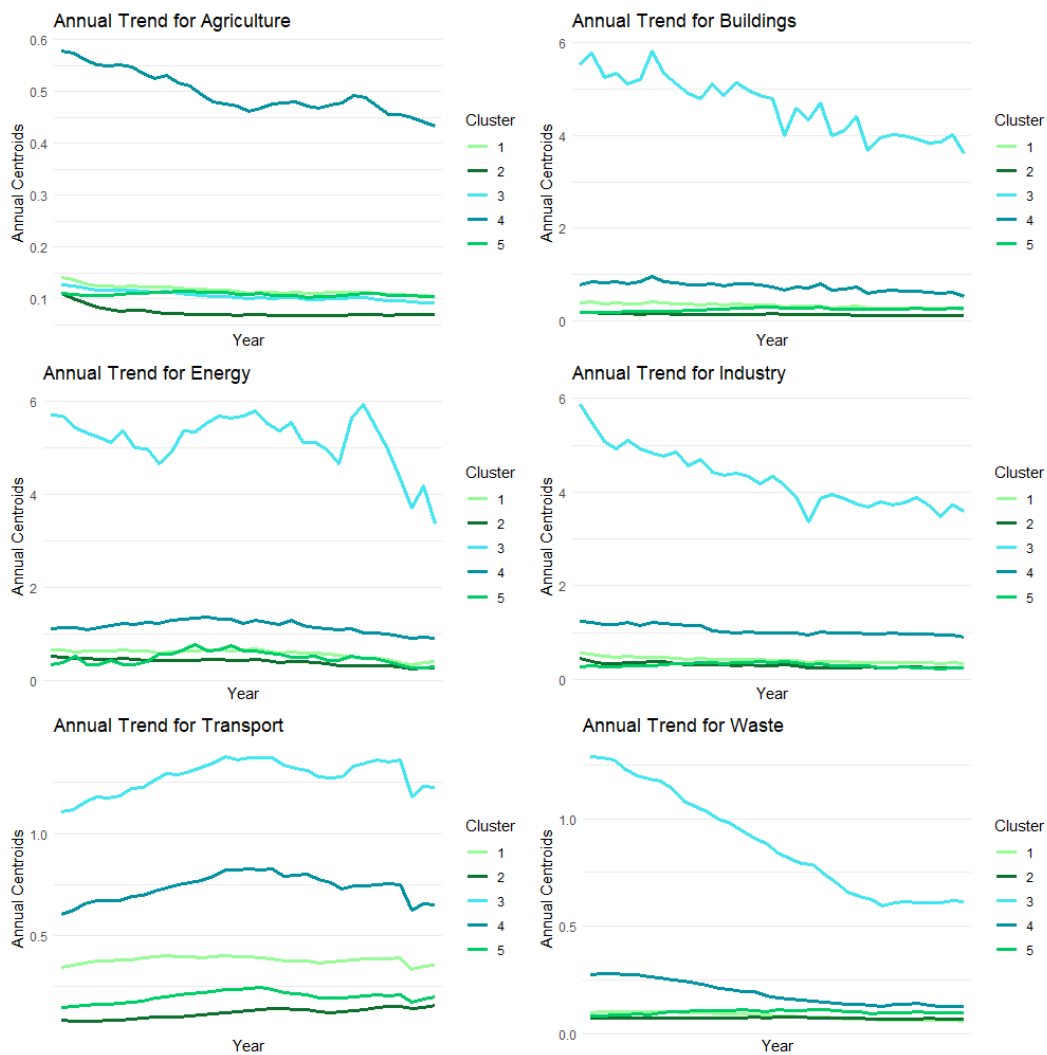 Annual Trend for Agriculture
0.6
0.5
0.4
0.3
0.2
0.1
Annual Centroids
Year
Cluster
1
2
3
4
5
Annual Trend for Buildings
6
4
2
0
Annual Centroids
Year
Cluster
1
2
3
4
5
Annual Trend for Energy
6
4
2
0
Annual Centroids
Year
Cluster
1
2
3
4
5
Annual Trend for Industry
6
4
2
0
Annual Centroids
Year
Cluster
1
2
3
4
5
Annual Trend for Transport
1.0
0.5
Annual Centroids
Year
Cluster
1
2
3
4
5
Annual Trend for Waste
1.0
0.5
0.0
Annual Centroids
Year
Cluster
1
2
3
4
5